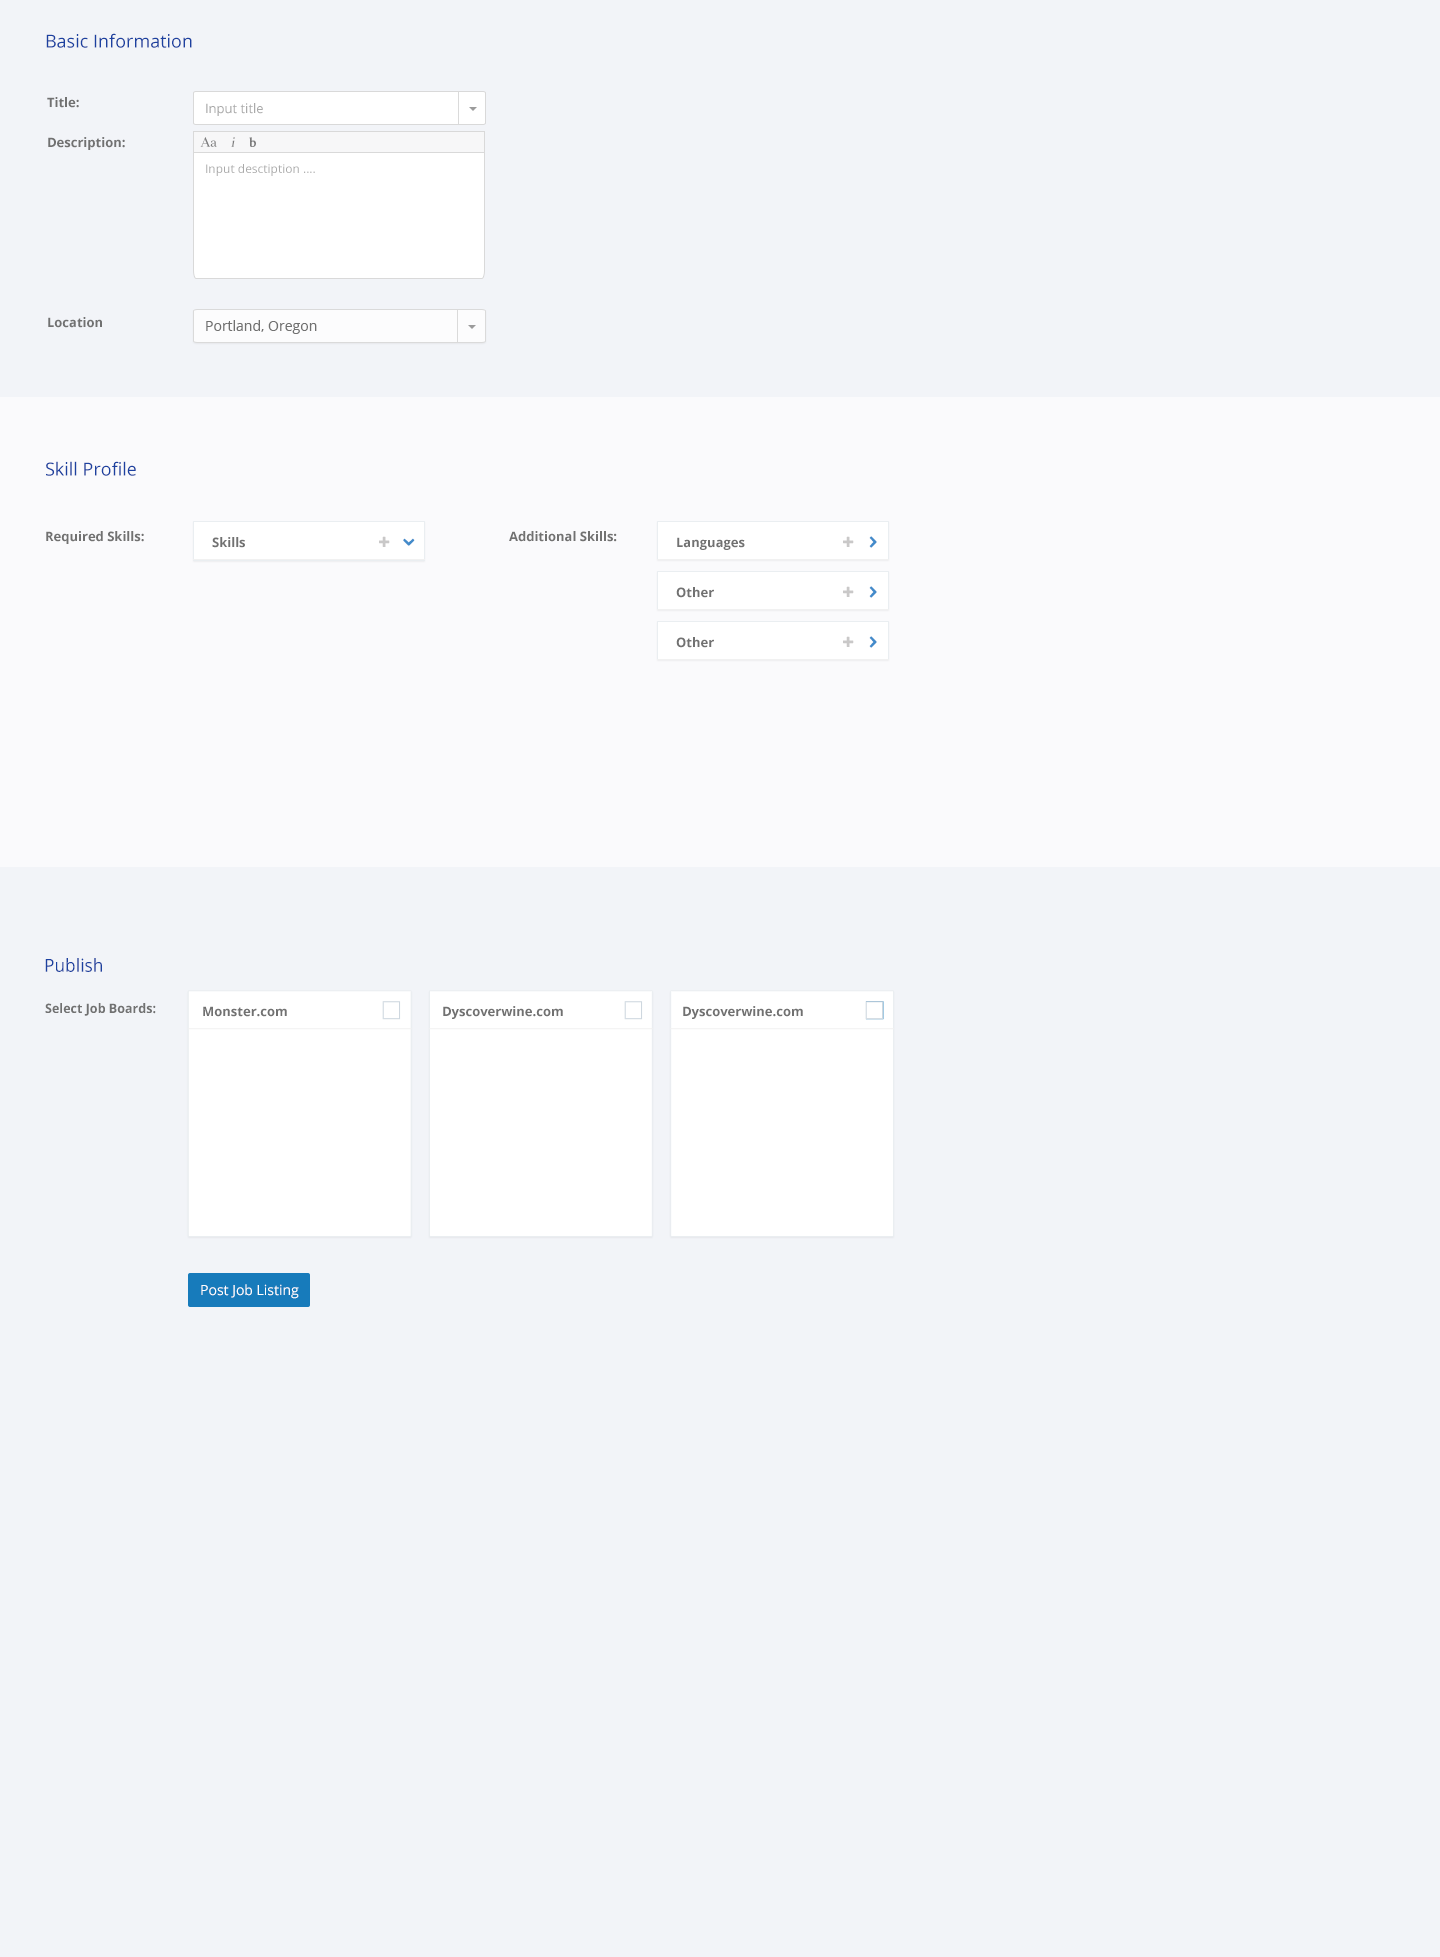 Basic Information
Title:
Input title
Description:
Aa i b
Input desctiption ....
Location
Portland, Oregon
Skill Profile
Required Skills:
Skills
Additional Skills:
Languages
Other
Other
Publish
Select Job Boards:
Monster.com
Dyscoverwine.com
Dyscoverwine.com
Post Job Listing